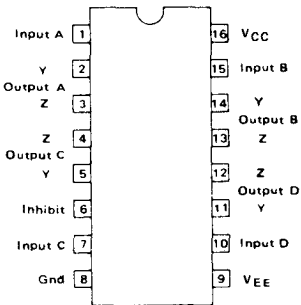 Input A 1 16 VCC
Y 2 15 Input B
Output A
Z 3 14 Y
Output B
Z 4 13 Z
Output C
Y 5 12 Z
Output D
Inhibit 6 11 Y
Input C 7 10 Input D
Gnd 8 9 VEE